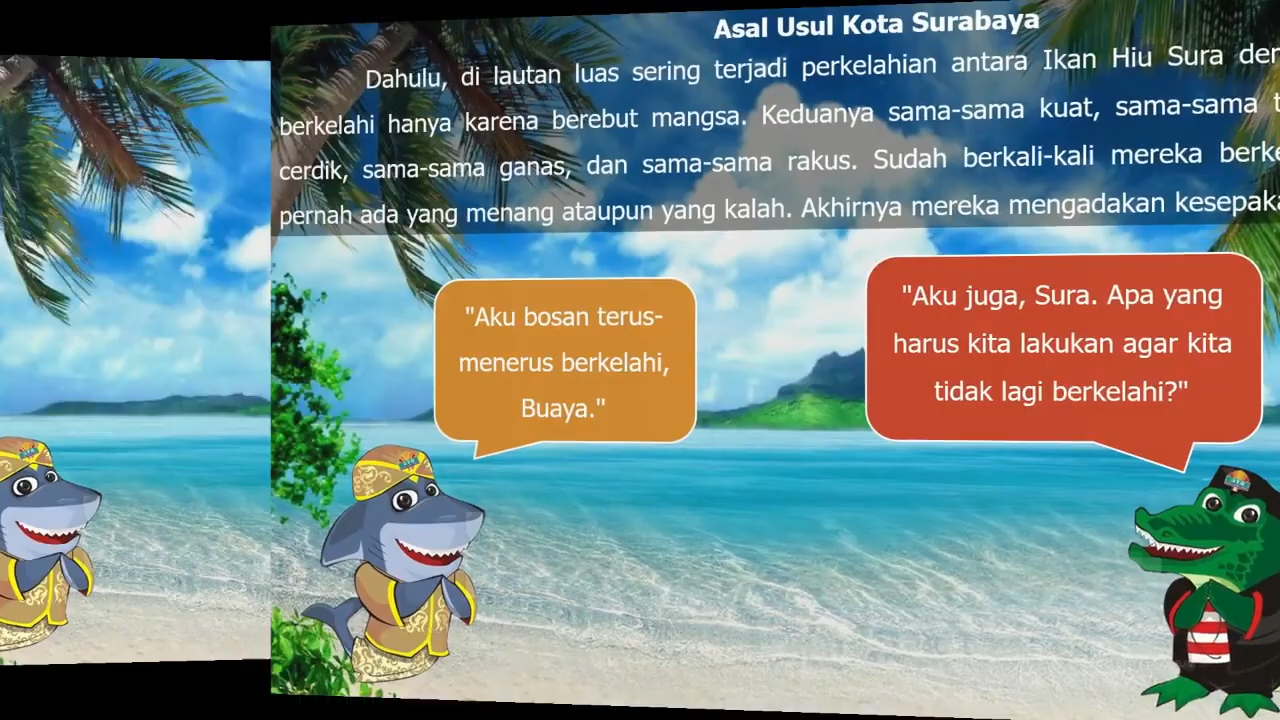 Asal Usul Kota Surabaya
Dahulu, di lautan luas sering terjadi perkelahian antara Ikan Hiu Sura
berkelahi hanya karena berebut mangsa. Keduanya sama-sama kuat, sama-sama
cerdik, sama-sama ganas, dan sama-sama rakus. Sudah berkali-kali mereka
pernah ada yang menang ataupun yang kalah. Akhirnya mereka mengadakan
"Aku bosan terus-
menerus berkelahi,
Buaya."
"Aku juga, Sura. Apa yang
harus kita lakukan agar kita
tidak lagi berkelahi?"